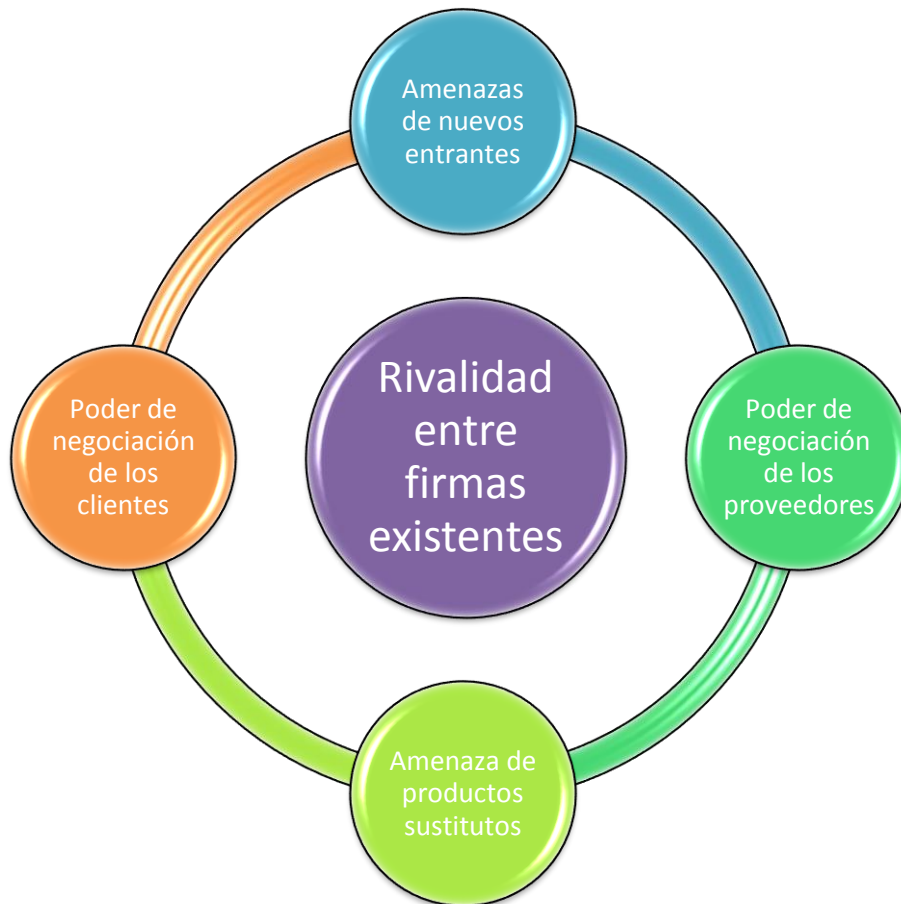 Amenazas
de nuevos
entrantes
Rivalidad
entre
firmas
existentes
Poder de
negociación
de los
clientes
Poder de
negociación
de los
proveedores
Amenaza de
productos
sustitutos